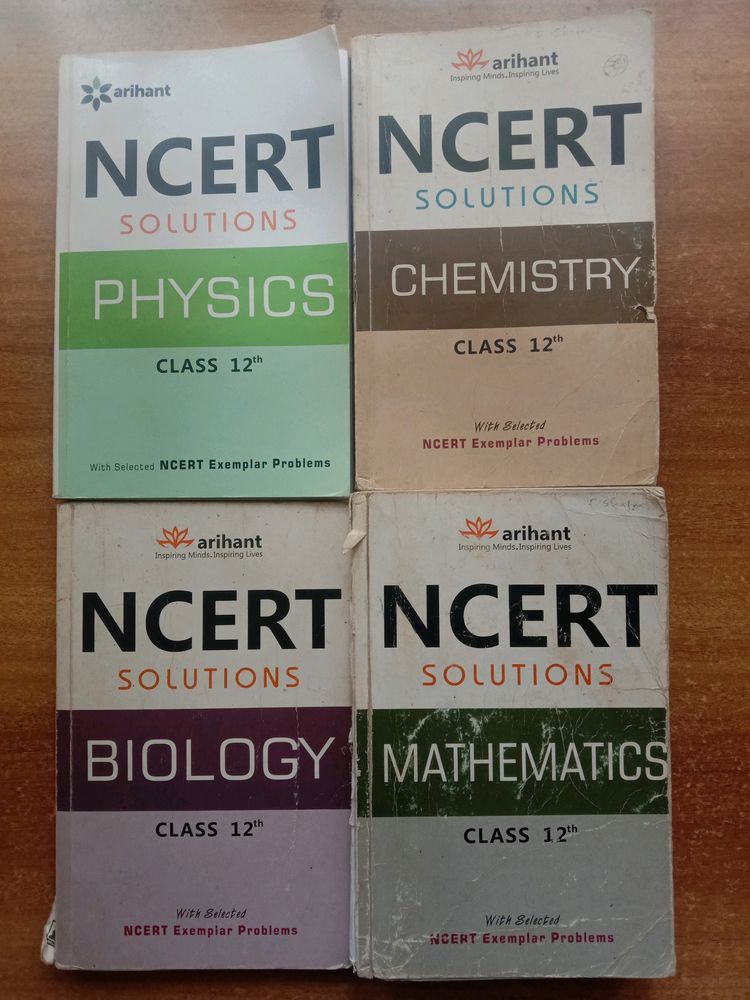 arihant
NCERT
SOLUTIONS
PHYSICS
CLASS 12th
With Selected NCERT Exemplar Problems
arihant
Inspiring Minds.Inspiring Lives
NCERT
SOLUTIONS
CHEMISTRY
CLASS 12th
With Selected
NCERT Exemplar Problems
arihant
Inspiring Minds.Inspiring Lives
NCERT
SOLUTIONS
BIOLOGY
CLASS 12th
With Selected
NCERT Exemplar Problems
arihant
Inspiring Minds.Inspiring Lives
NCERT
SOLUTIONS
MATHEMATICS
CLASS 12th
With Selected
NCERT Exemplar Problems